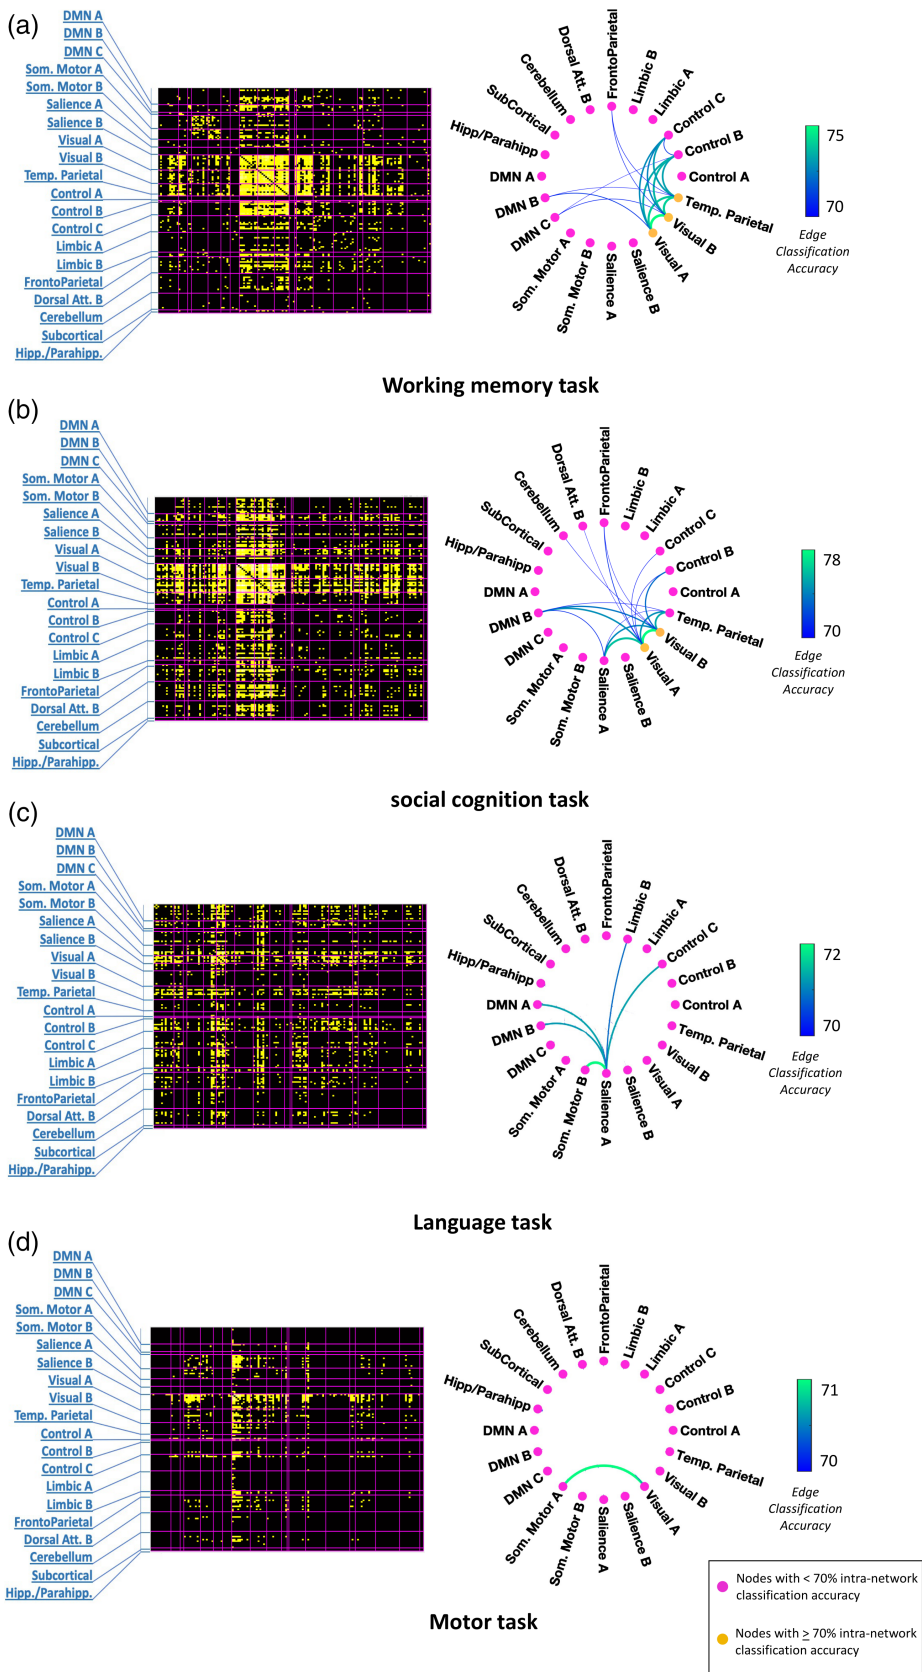 (a)
DMN A
DMN B
DMN C
Som. Motor A
Som. Motor B
Salience A
Salience B
Visual A
Visual B
Temp. Parietal
Control A
Control B
Control C
Limbic A
Limbic B
FrontoParietal
Dorsal Att. B
Cerebellum
Subcortical
Hipp./Parahipp.
FrontoParietal
Limbic B
Limbic A
Control C
Control B
Control A
Temp. Parietal
Visual B
Visual A
Salience B
Salience A
Som. Motor B
Som. Motor A
DMN C
DMN B
DMN A
Hipp/Parahipp
SubCortical
Cerebellum
Dorsal Att. B
75
70
Edge
Classification
Accuracy
Working memory task
(b)
DMN A
DMN B
DMN C
Som. Motor A
Som. Motor B
Salience A
Salience B
Visual A
Visual B
Temp. Parietal
Control A
Control B
Control C
Limbic A
Limbic B
FrontoParietal
Dorsal Att. B
Cerebellum
Subcortical
Hipp./Parahipp.
FrontoParietal
Limbic B
Limbic A
Control C
Control B
Control A
Temp. Parietal
Visual B
Visual A
Salience B
Salience A
Som. Motor B
Som. Motor A
DMN C
DMN B
DMN A
Hipp/Parahipp
SubCortical
Cerebellum
Dorsal Att. B
78
70
Edge
Classification
Accuracy
social cognition task
(c)
DMN A
DMN B
DMN C
Som. Motor A
Som. Motor B
Salience A
Salience B
Visual A
Visual B
Temp. Parietal
Control A
Control B
Control C
Limbic A
Limbic B
FrontoParietal
Dorsal Att. B
Cerebellum
Subcortical
Hipp./Parahipp.
FrontoParietal
Limbic B
Limbic A
Control C
Control B
Control A
Temp. Parietal
Visual B
Visual A
Salience B
Salience A
Som. Motor B
Som. Motor A
DMN C
DMN B
DMN A
Hipp/Parahipp
SubCortical
Cerebellum
Dorsal Att. B
72
70
Edge
Classification
Accuracy
Language task
(d)
DMN A
DMN B
DMN C
Som. Motor A
Som. Motor B
Salience A
Salience B
Visual A
Visual B
Temp. Parietal
Control A
Control B
Control C
Limbic A
Limbic B
FrontoParietal
Dorsal Att. B
Cerebellum
Subcortical
Hipp./Parahipp.
FrontoParietal
Limbic B
Limbic A
Control C
Control B
Control A
Temp. Parietal
Visual B
Visual A
Salience B
Salience A
Som. Motor B
Som. Motor A
DMN C
DMN B
DMN A
Hipp/Parahipp
SubCortical
Cerebellum
Dorsal Att. B
71
70
Edge
Classification
Accuracy
Motor task
Nodes with < 70% intra-network
classification accuracy
Nodes with ≥ 70% intra-network
classification accuracy